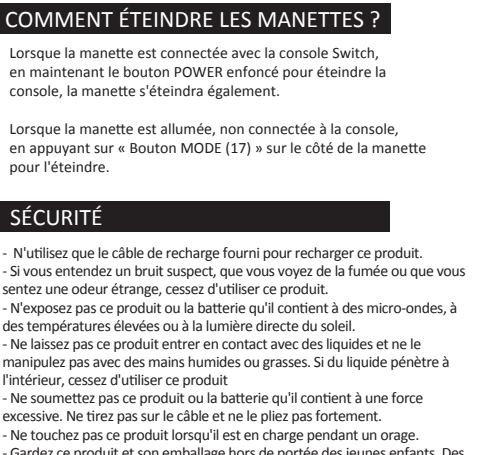 COMMENT ÉTEINDRE LES MANETTES ?
Lorsque la manette est connectée avec la console Switch,
en maintenant le bouton POWER enfoncé pour éteindre la
console, la manette s'éteindra également.
Lorsque la manette est allumée, non connectée à la console,
en appuyant sur « Bouton MODE (17) » sur le côté de la manette
pour l'éteindre.
SÉCURITÉ
- N'utilisez que le câble de recharge fourni pour recharger ce produit.
- Si vous entendez un bruit suspect, que vous voyez de la fumée ou que vous
sentez une odeur étrange, cessez d'utiliser ce produit.
- N'exposez pas ce produit ou la batterie qu'il contient à des micro-ondes, à
des températures élevées ou à la lumière directe du soleil.
- Ne laissez pas ce produit entrer en contact avec des liquides et ne le
manipulez pas avec des mains humides ou grasses. Si du liquide pénètre à
l'intérieur, cessez d'utiliser ce produit
- Ne soumettez pas ce produit ou la batterie qu'il contient à une force
excessive. Ne tirez pas sur le câble et ne le pliez pas fortement.
- Ne touchez pas ce produit lorsqu'il est en charge pendant un orage.
- Gardez ce produit et son emballage hors de portée des jeunes enfants. Des